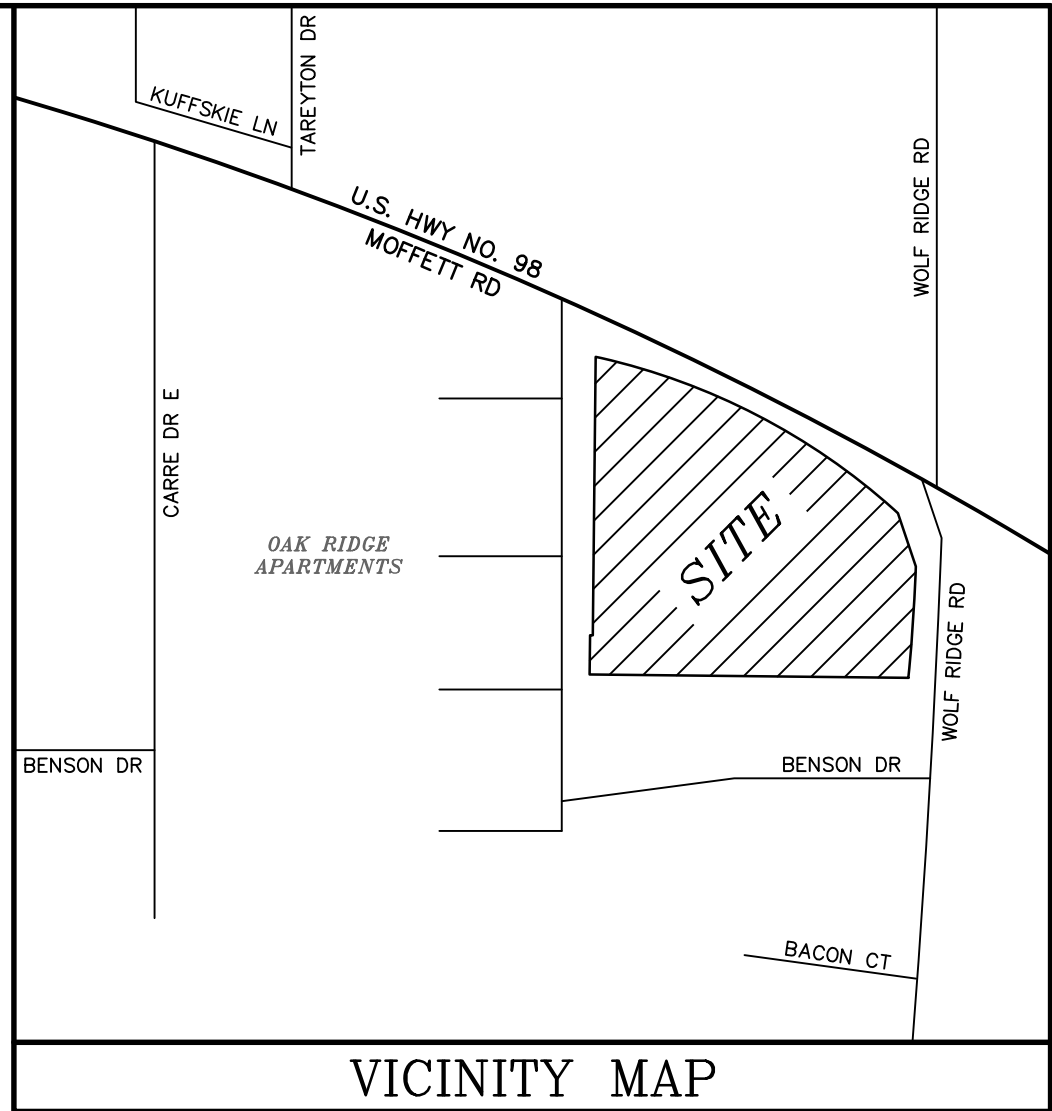 KUFFSKIE LN
TAREYTON DR
U.S. HWY NO. 98
MOFFETT RD
WOLF RIDGE RD
CARRE DR E
OAK RIDGE
APARTMENTS
SITE
WOLF RIDGE RD
BENSON DR
BENSON DR
BACON CT
VICINITY MAP